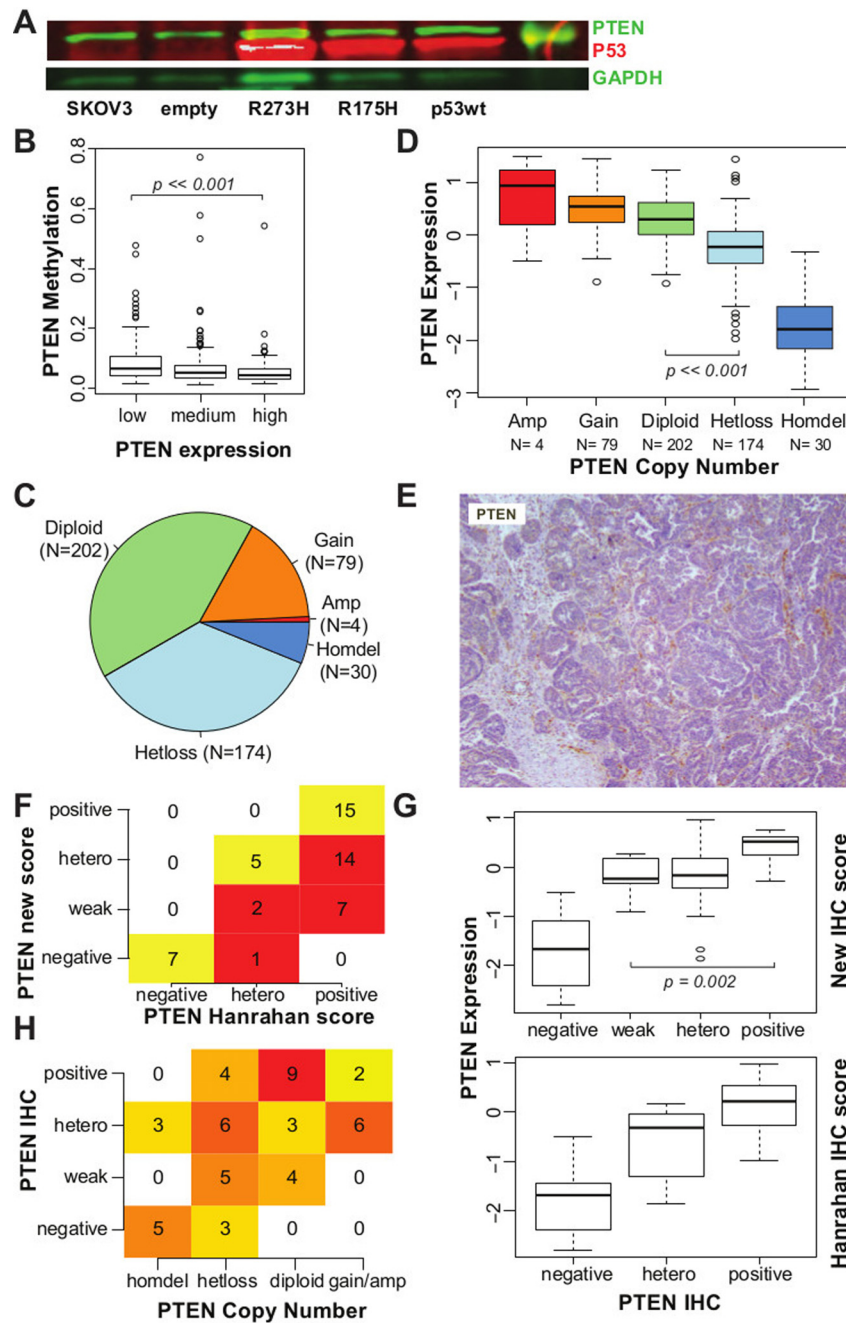 A
PTEN
P53
GAPDH
SKOV3 empty R273H R175H p53wt
B
PTEN Methylation
0.8
0.6
0.4
0.2
0.0
p << 0.001
low medium high
PTEN expression
D
PTEN Expression
1
0
-1
-2
-3
p << 0.001
Amp Gain Diploid Hetloss Homdel
N= 4 N= 79 N= 202 N= 174 N= 30
PTEN Copy Number
C
Diploid
(N=202)
Gain
(N=79)
Amp
(N=4)
Homdel
(N=30)
Hetloss (N=174)
E
PTEN
F
PTEN new score
positive 0 0 15
hetero 0 5 14
weak 0 2 7
negative 7 1 0
negative hetero positive
PTEN Hanrahan score
G
PTEN Expression
1
0
-1
-2
p = 0.002
negative weak hetero positive
New IHC score
1
0
-1
-2
negative hetero positive
PTEN IHC
Hanrahan IHC score
H
PTEN IHC
positive 0 4 9 2
hetero 3 6 3 6
weak 0 5 4 0
negative 5 3 0 0
homdel hetloss diploid gain/amp
PTEN Copy Number